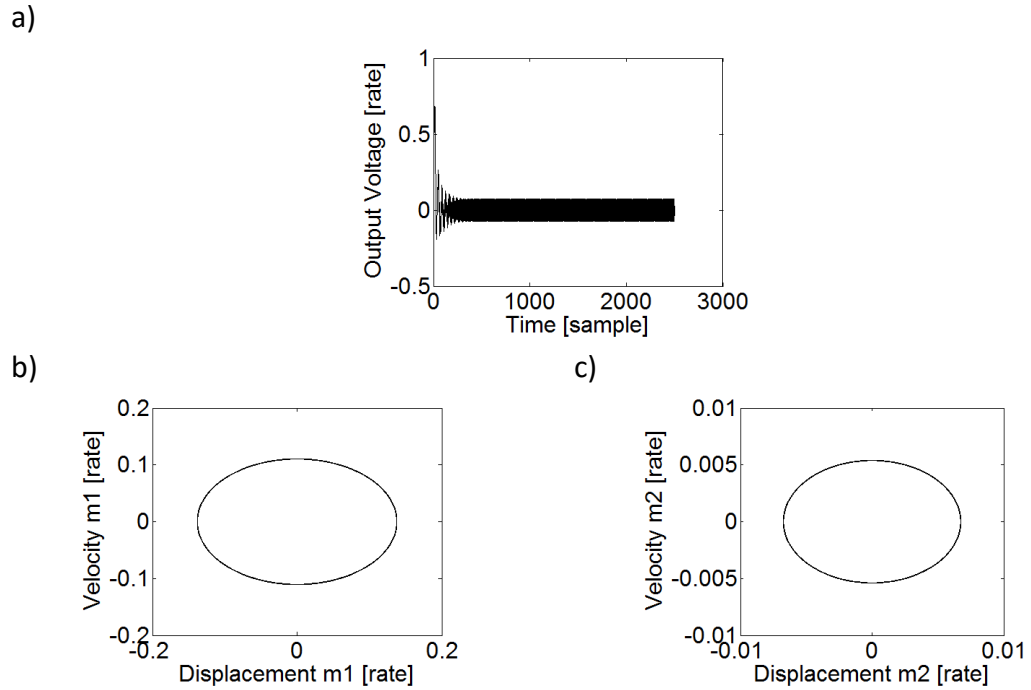 a)
1
0.5
0
-0.5
Output Voltage [rate]
0 1000 2000 3000
Time [sample]
b)
0.2
0.1
0
-0.1
-0.2
Velocity m1 [rate]
-0.2 0 0.2
Displacement m1 [rate]
c)
0.01
0.005
0
-0.005
-0.01
Velocity m2 [rate]
-0.01 0 0.01
Displacement m2 [rate]